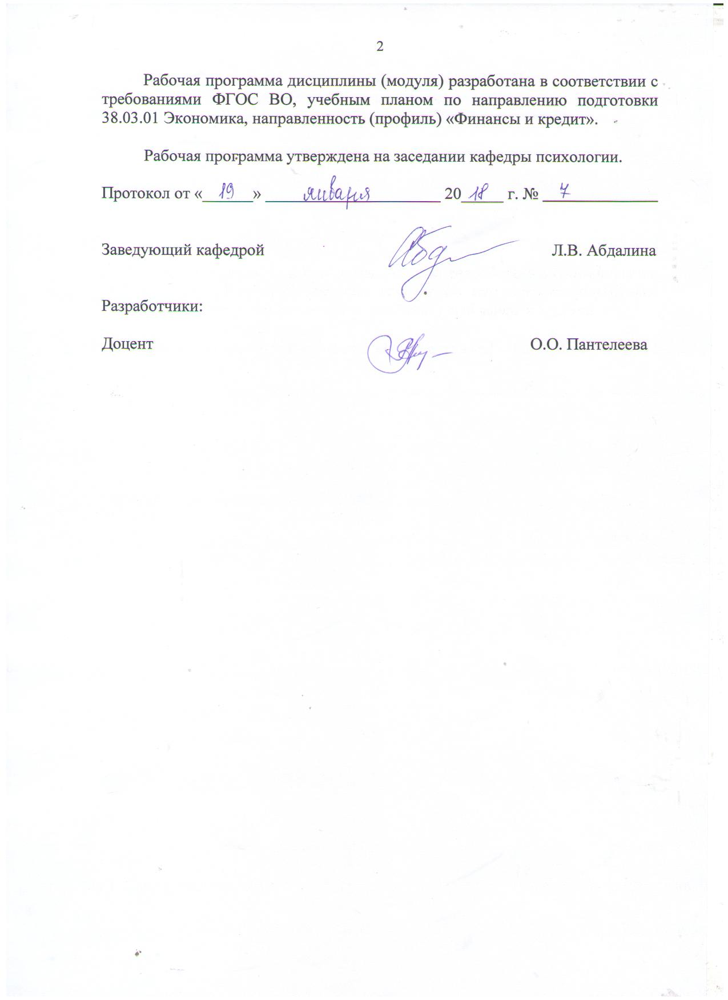 2
Рабочая программа дисциплины (модуля) разработана в соответствии с
требованиями ФГОС ВО, учебным планом по направлению подготовки
38.03.01 Экономика, направленность (профиль) «Финансы и кредит».
Рабочая программа утверждена на заседании кафедры психологии.
Протокол от «19» января 2018 г. № 7
Заведующий кафедрой Л.В. Абдалина
Разработчики:
Доцент О.О. Пантелеева